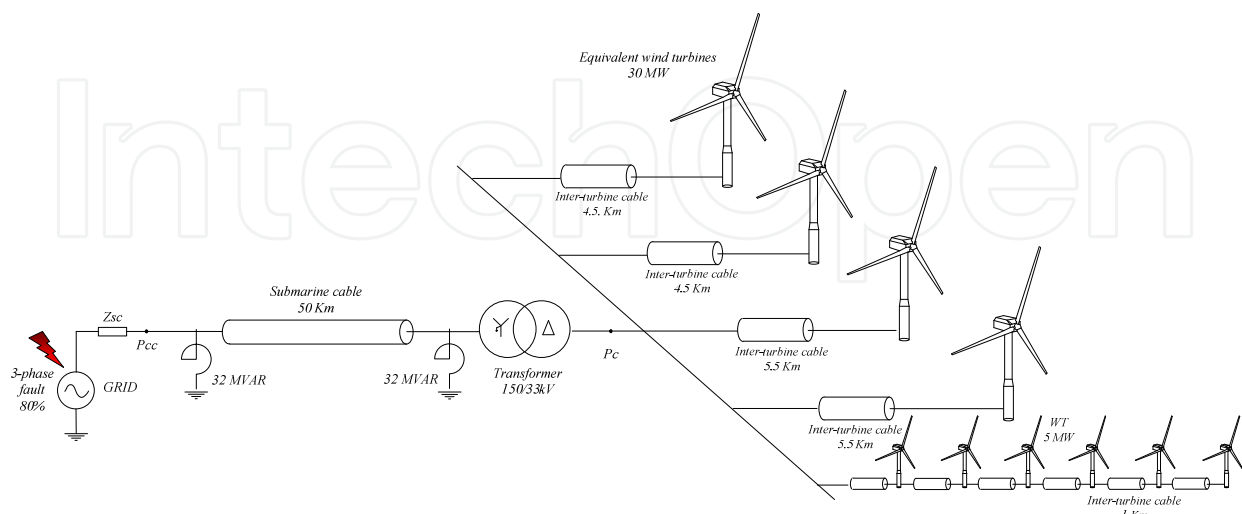 IntechOpen
Equivalent wind turbines
30 MW
Inter-turbine cable
4.5. Km
Inter-turbine cable
4.5 Km
Submarine cable
50 Km
Zsc
Pcc
3-phase
fault
80%
GRID
32 MVAR
32 MVAR
Transformer
150/33kV
Pc
Inter-turbine cable
5.5 Km
Inter-turbine cable
5.5 Km
WT
5 MW
Inter-turbine cable
1 Km